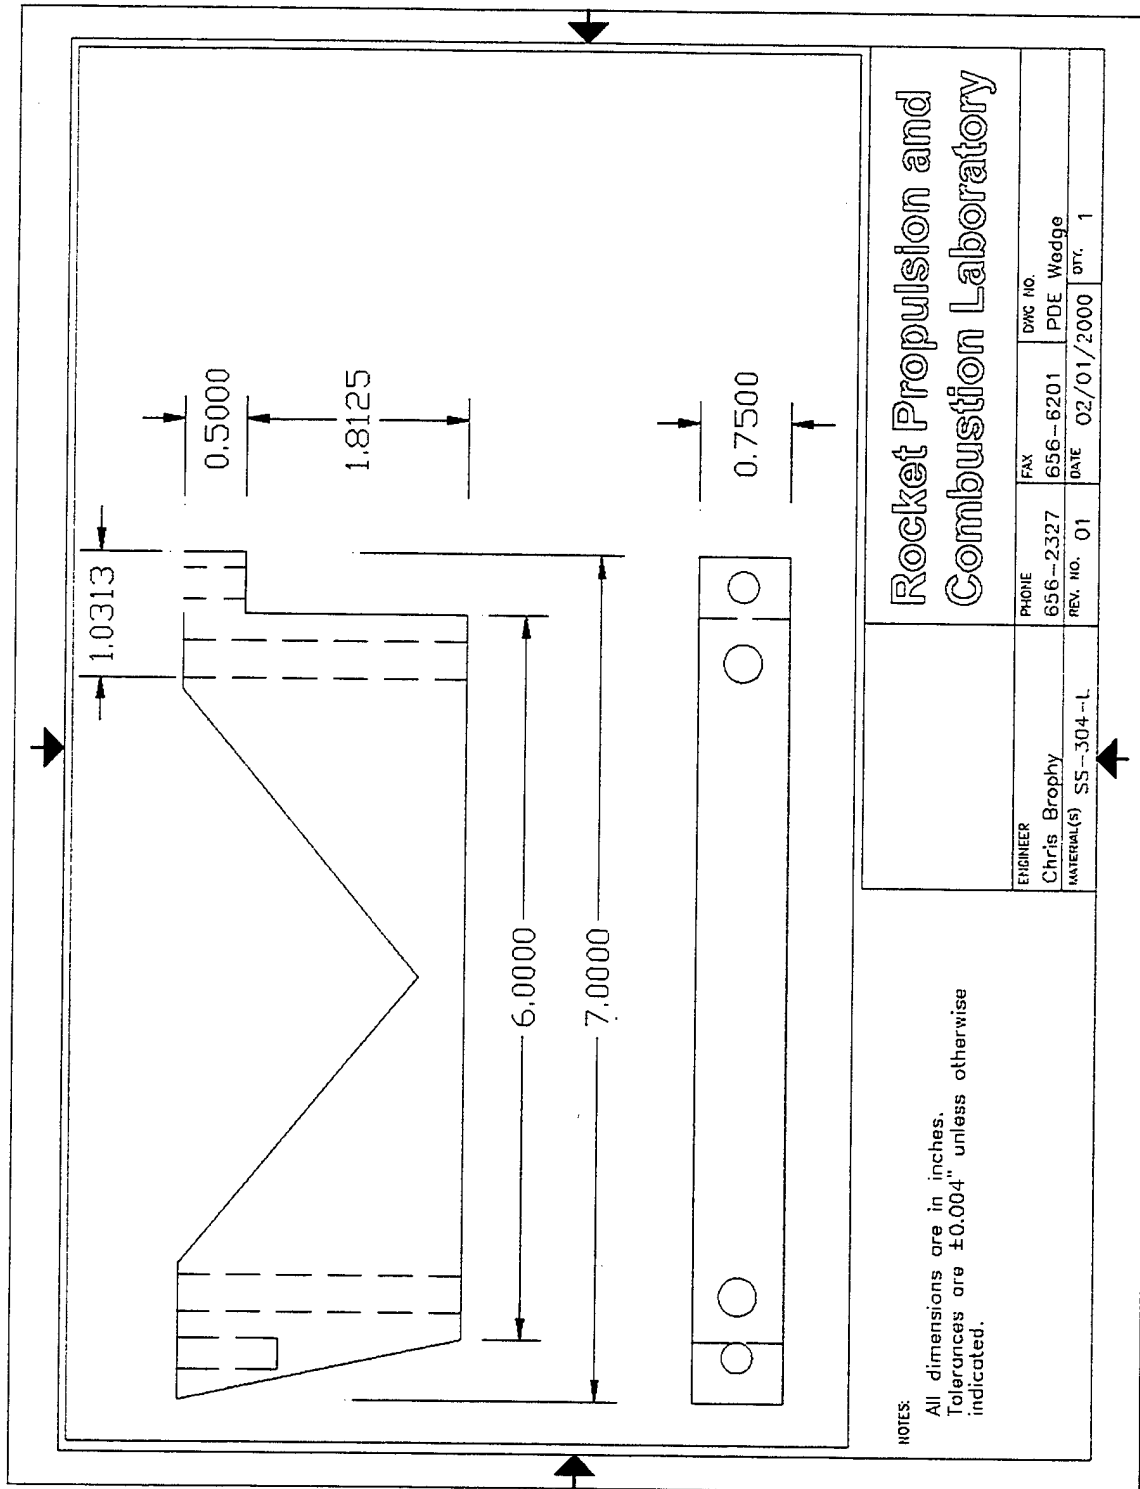 1.0313
0.5000
1.8125
6.0000
7.0000
0.7500
NOTES:
All dimensions are in inches.
Tolerances are ±0.004" unless otherwise
indicated.
Rocket Propulsion and
Combustion Laboratory
ENGINEER
Chris Brophy
PHONE
656-2327
FAX
656-6201
DWG NO.
PDE Wedge
MATERIAL(S) SS-304-L
REV. NO. 01
DATE 02/01/2000
QTY. 1